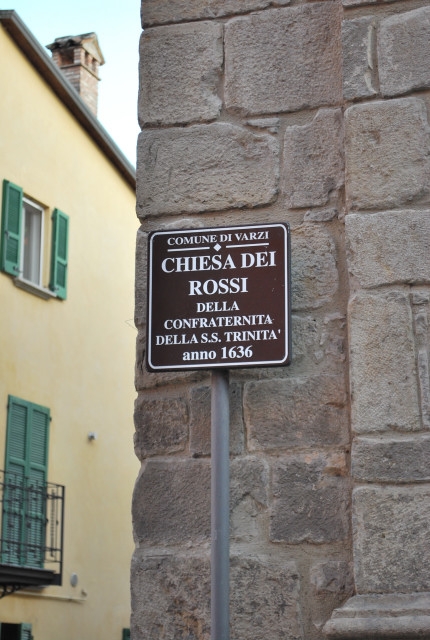 COMUNE DI VARZI
CHIESA DEI
ROSSI
DELLA
CONFRATERNITA
DELLA S.S. TRINITA'
anno 1636